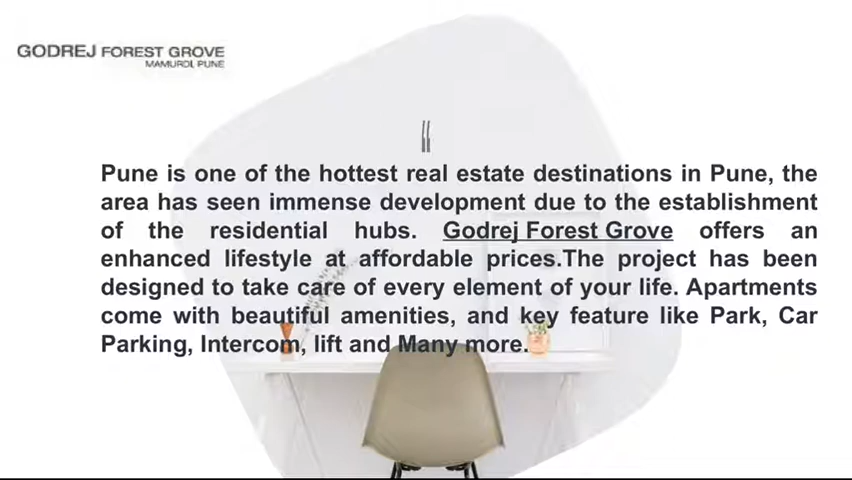 GODREJ FOREST GROVE
MAMURDI, PUNE
“
Pune is one of the hottest real estate destinations in Pune, the
area has seen immense development due to the establishment
of the residential hubs. Godrej Forest Grove offers an
enhanced lifestyle at affordable prices.The project has been
designed to take care of every element of your life. Apartments
come with beautiful amenities, and key feature like Park, Car
Parking, Intercom, lift and Many more.